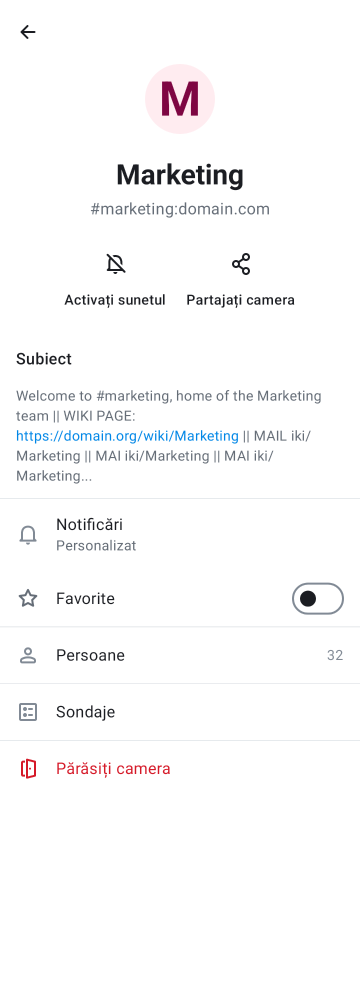 M
Marketing
#marketing:domain.com
Activați sunetul
Partajați camera
Subiect
Welcome to #marketing, home of the Marketing
team || WIKI PAGE:
https://domain.org/wiki/Marketing || MAIL iki/
Marketing || MAI iki/Marketing || MAI iki/
Marketing...
Notificări
Personalizat
Favorite
Persoane 32
Sondaje
Părăsiți camera